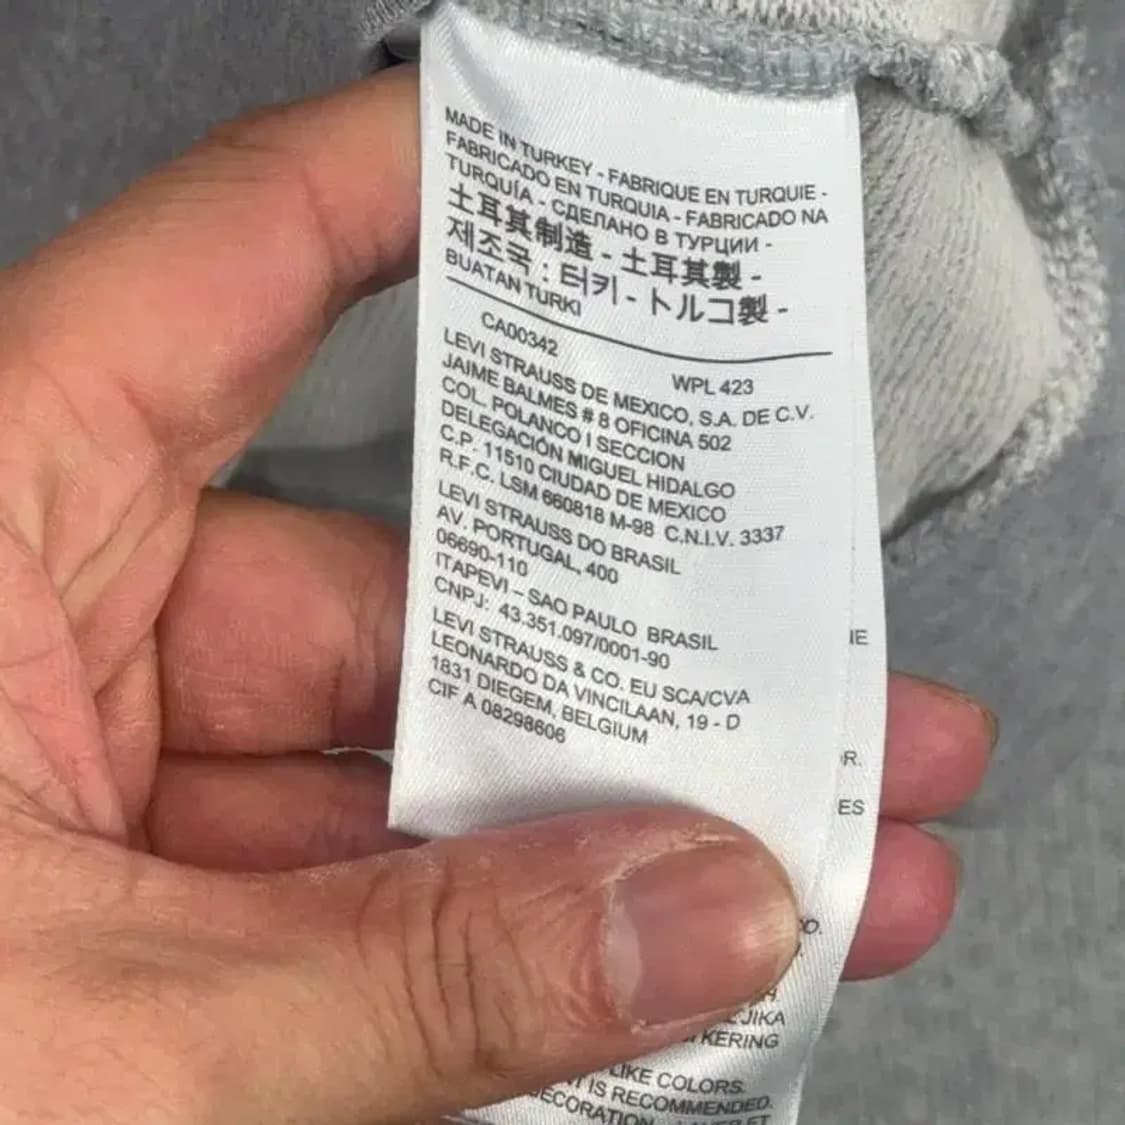 MADE IN TURKEY - FABRIQUE EN TURQUIE -
FABRICADO EN TURQUIA - FABRICADO NA
TURQUÍA - СДЕЛАНО В ТУРЦИИ -
土耳其制造 - 土耳其製 -
제조국 : 터키 - トルコ製 -
BUATAN TURKI
CA00342
WPL 423
LEVI STRAUSS DE MEXICO, S.A. DE C.V.
JAIME BALMES # 8 OFICINA 502
COL. POLANCO I SECCION
DELEGACIÓN MIGUEL HIDALGO
C.P. 11510 CIUDAD DE MEXICO
R.F.C. LSM 660818 M-98 C.N.I.V. 3337
LEVI STRAUSS DO BRASIL
AV. PORTUGAL, 400
06690-110
ITAPEVI – SAO PAULO BRASIL
CNPJ: 43.351.097/0001-90
LEVI STRAUSS & CO. EU SCA/CVA
LEONARDO DA VINCILAAN, 19 - D
1831 DIEGEM, BELGIUM
CIF A 08298606
JIKA
KERING
LIKE COLORS.
IS RECOMMENDED.